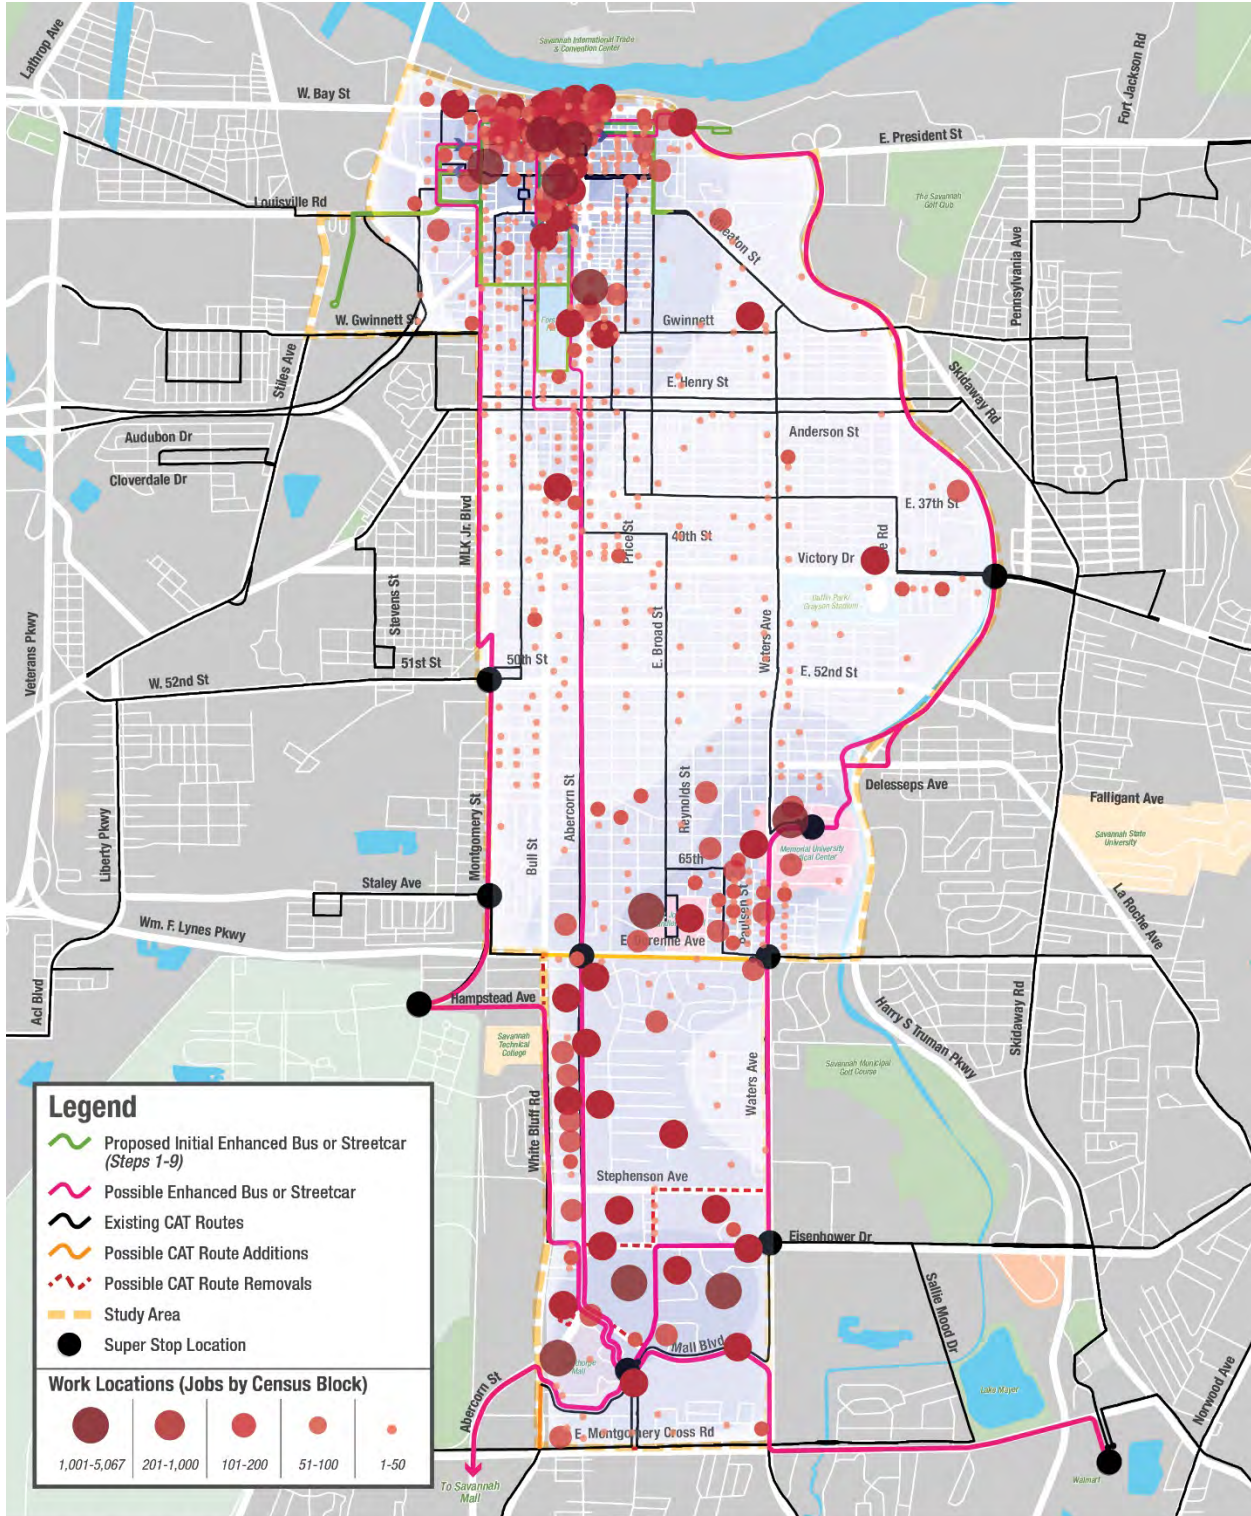 Lathrop Ave
Savannah International Trade
& Convention Center
Fort Jackson Rd
W. Bay St
E. President St
The Savannah
Golf Club
Louisville Rd
Pennsylvania Ave
W. Gwinnett St
Gwinnett
Stiles Ave
E. Henry St
Skidaway Rd
Audubon Dr
Anderson St
Cloverdale Dr
MLK Jr. Blvd
E. 37th St
Price St
Victory Dr
Stevens St
E. Broad St
Waters Ave
Veterans Pkwy
51st St
50th St
E. 52nd St
W. 52nd St
Abercorn St
Reynolds St
Delesseps Ave
Falligant Ave
Liberty Pkwy
Montgomery St
Bull St
Savannah State
University
Memorial University
65th
Staley Ave
Paulsen St
La Roche Ave
Wm. F. Lynes Pkwy
Acl Blvd
Hampstead Ave
Harry S Truman Pkwy
Skidaway Rd
Savannah
Technical
College
Savannah Municipal
Golf Course
Waters Ave
White Bluff Rd
Stephenson Ave
Eisenhower Dr
Sallie Mood Dr
Mall Blvd
Mall
Lake Mayer
Norwood Ave
Abercorn St
E. Montgomery Cross Rd
To Savannah
Mall
Walmart
Legend
Proposed Initial Enhanced Bus or Streetcar
(Steps 1-9)
Possible Enhanced Bus or Streetcar
Existing CAT Routes
Possible CAT Route Additions
Possible CAT Route Removals
Study Area
Super Stop Location
Work Locations (Jobs by Census Block)
1,001-5,067 201-1,000 101-200 51-100 1-50